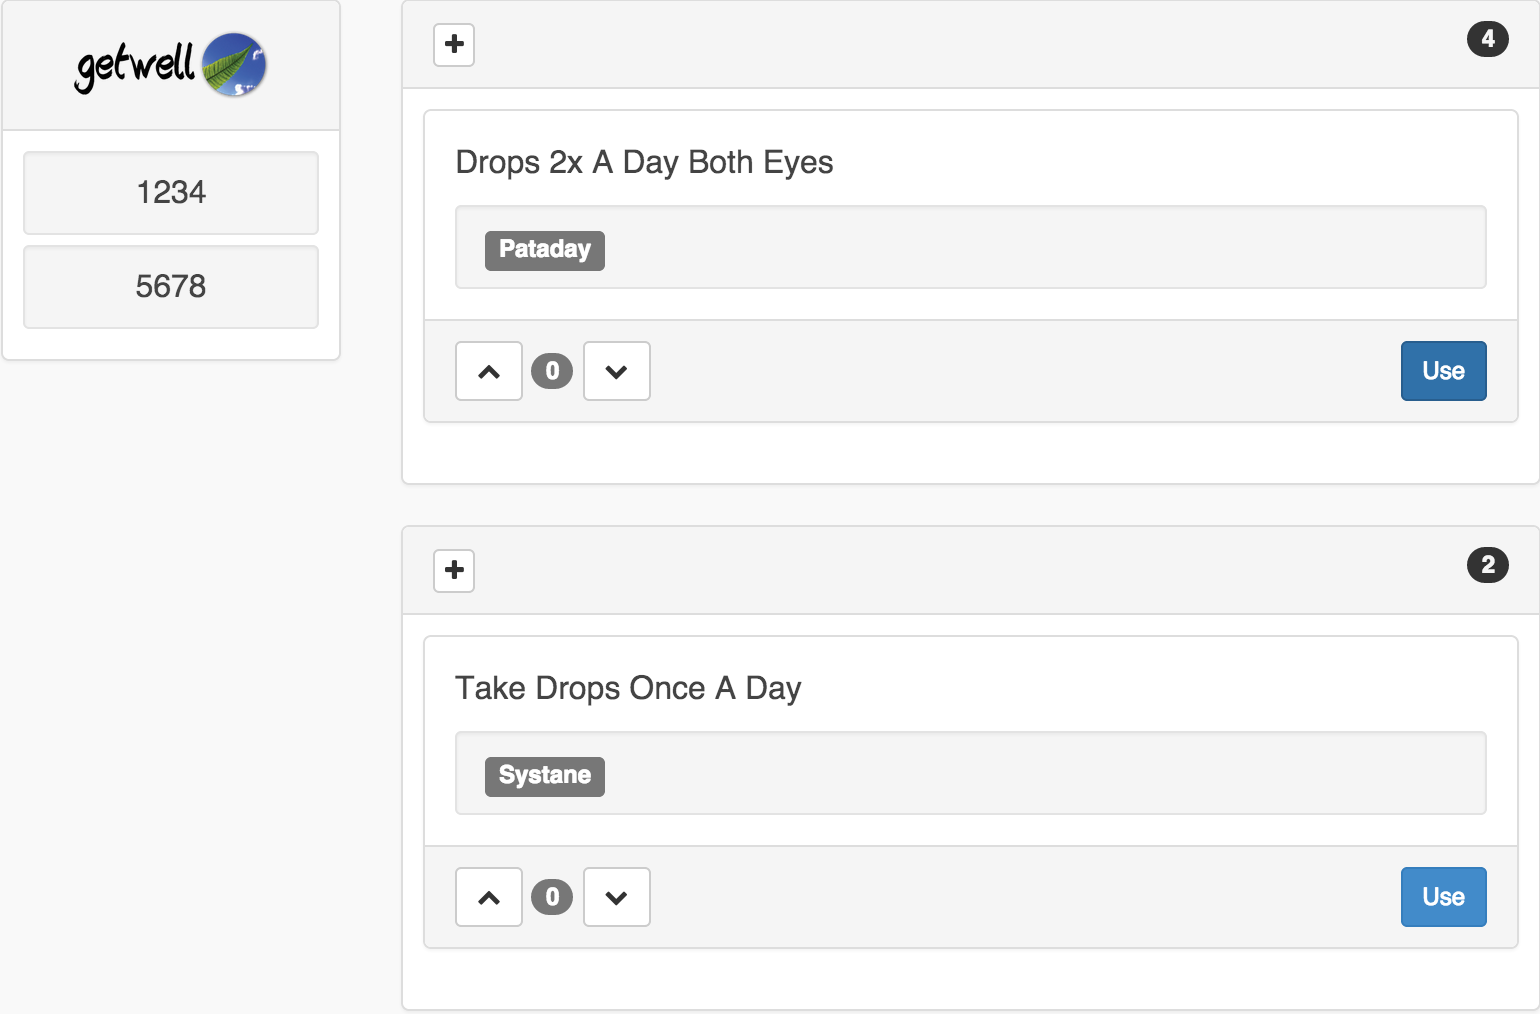 getwell
1234
5678
4
Drops 2x A Day Both Eyes
Pataday
0
Use
2
Take Drops Once A Day
Systane
0
Use